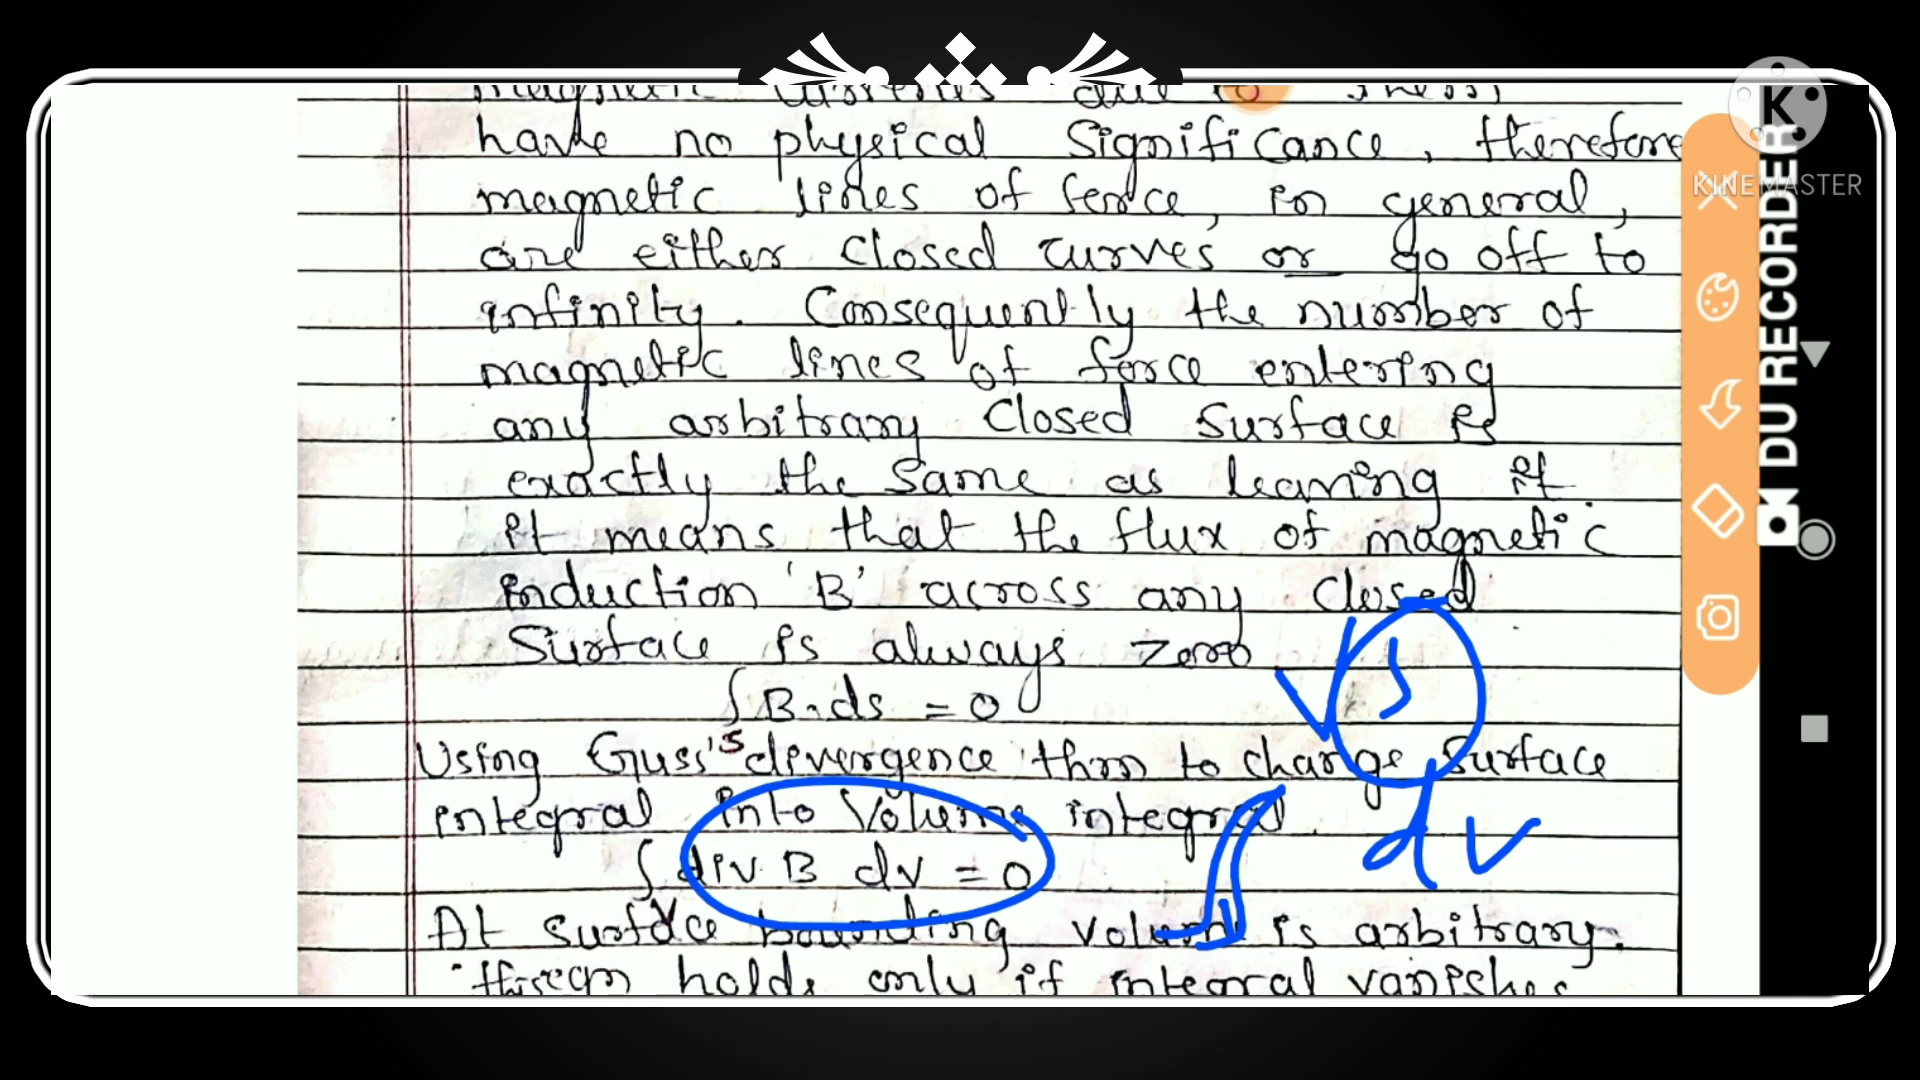 magnetic due to
have no physical Significance, therefore
magnetic lines of force, in general,
are either closed curves or go off to
infinity. Consequently the number of
magnetic lines of force entering
any arbitrary Closed Surface is
exactly the same as leaving it.
it means that the flux of magnetic
induction 'B' across any closed
Surface is always zero
∫B.ds = 0
Using Guss's divergence thm to change Surface
integral into Volume integral.
∫ div B dv = 0
v
At surface bounding volume is arbitrary.
holds only if integral vanishes
s
dv
K
KINEMASTER
DU RECORDER